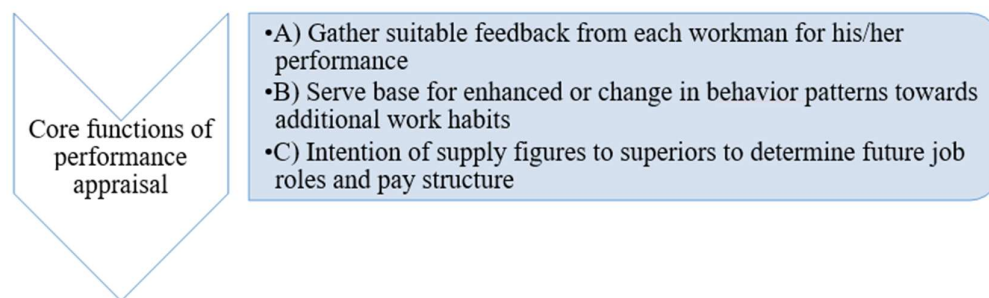 Core functions of
performance
appraisal
•A) Gather suitable feedback from each workman for his/her
performance
•B) Serve base for enhanced or change in behavior patterns towards
additional work habits
•C) Intention of supply figures to superiors to determine future job
roles and pay structure